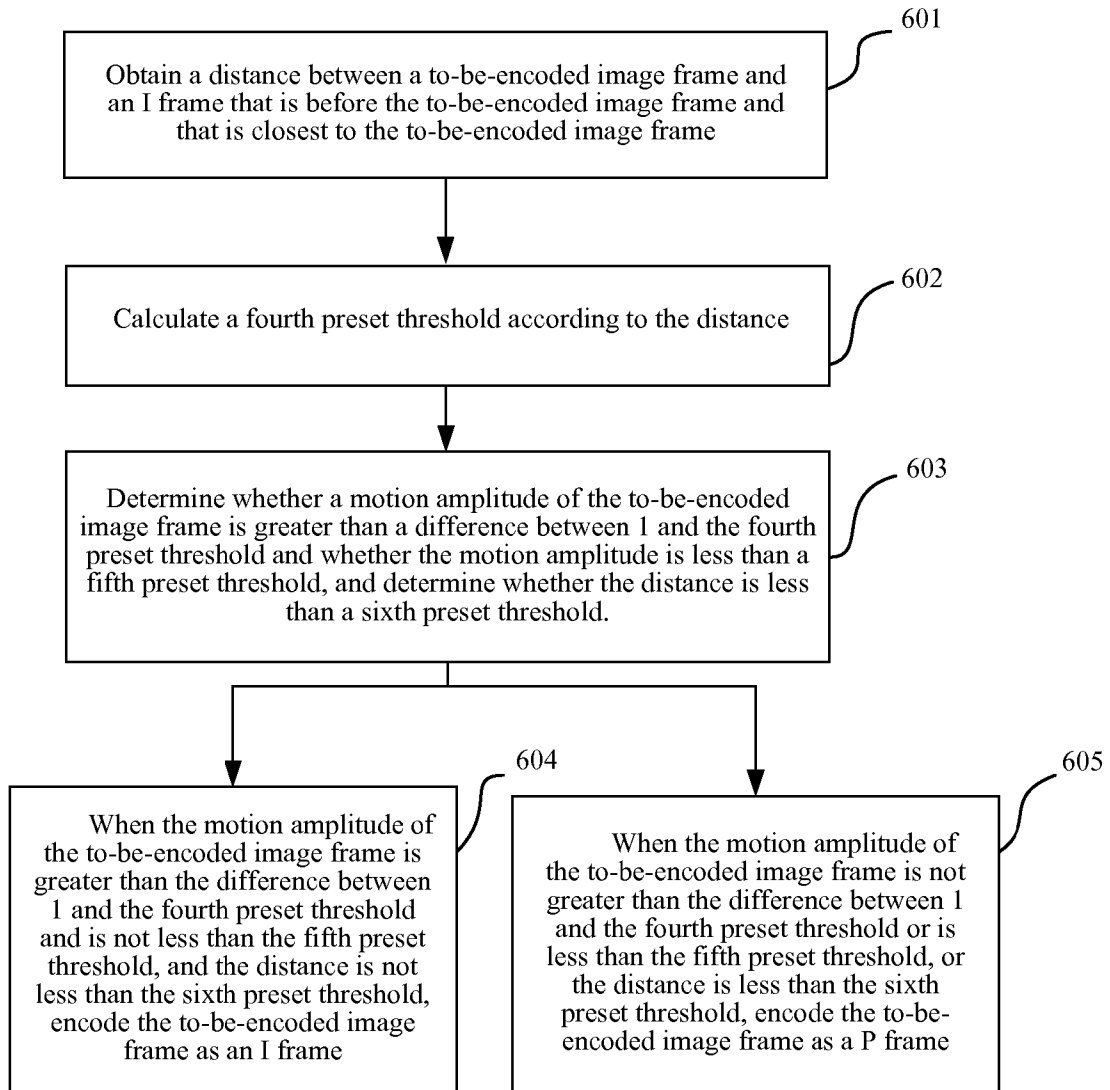 601
Obtain a distance between a to-be-encoded image frame and
an I frame that is before the to-be-encoded image frame and
that is closest to the to-be-encoded image frame
602
Calculate a fourth preset threshold according to the distance
603
Determine whether a motion amplitude of the to-be-encoded
image frame is greater than a difference between 1 and the fourth
preset threshold and whether the motion amplitude is less than a
fifth preset threshold, and determine whether the distance is less
than a sixth preset threshold.
604
When the motion amplitude of
the to-be-encoded image frame is
greater than the difference between
1 and the fourth preset threshold
and is not less than the fifth preset
threshold, and the distance is not
less than the sixth preset threshold,
encode the to-be-encoded image
frame as an I frame
605
When the motion amplitude of
the to-be-encoded image frame is not
greater than the difference between 1
and the fourth preset threshold or is
less than the fifth preset threshold, or
the distance is less than the sixth
preset threshold, encode the to-be-
encoded image frame as a P frame